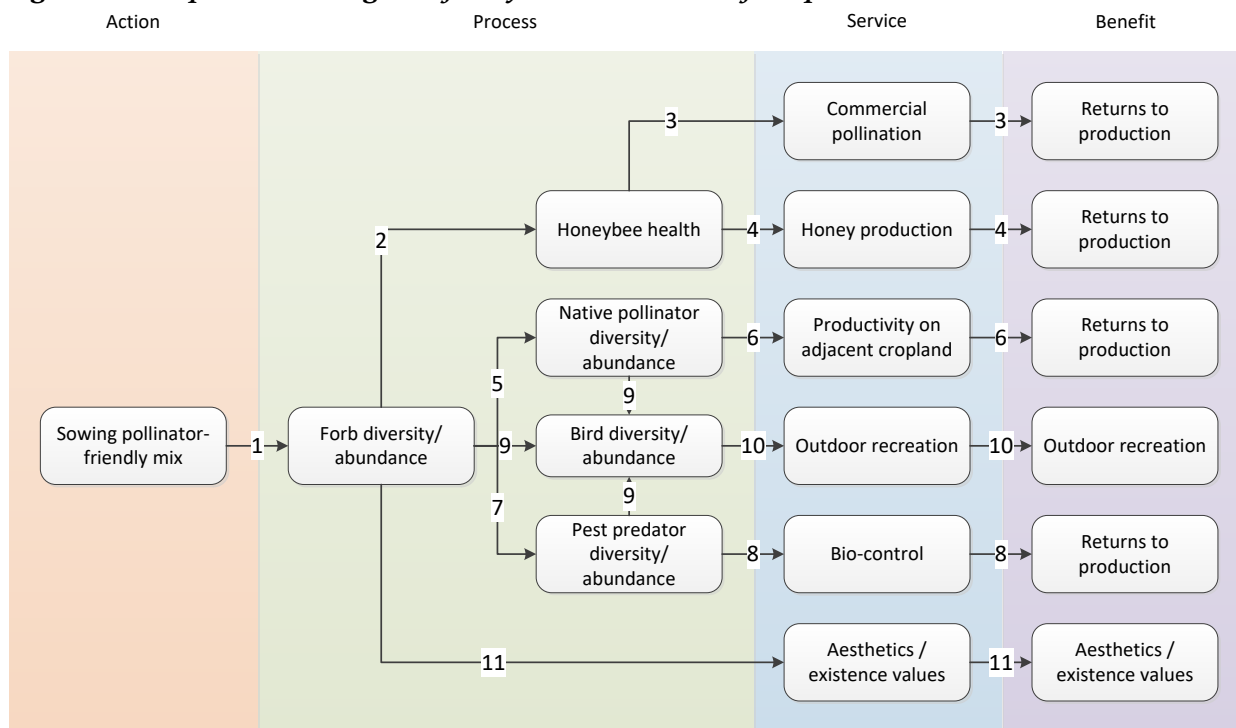 Action
Process
Service
Benefit
3
Commercial
pollination
3
Returns to
production
2
Honeybee health
4
Honey production
4
Returns to
production
Native pollinator
diversity/
abundance
6
Productivity on
adjacent cropland
6
Returns to
production
5
9
Sowing pollinator-
friendly mix
1
Forb diversity/
abundance
9
Bird diversity/
abundance
10
Outdoor recreation
10
Outdoor recreation
7
9
Pest predator
diversity/
abundance
8
Bio-control
8
Returns to
production
11
Aesthetics /
existence values
11
Aesthetics /
existence values